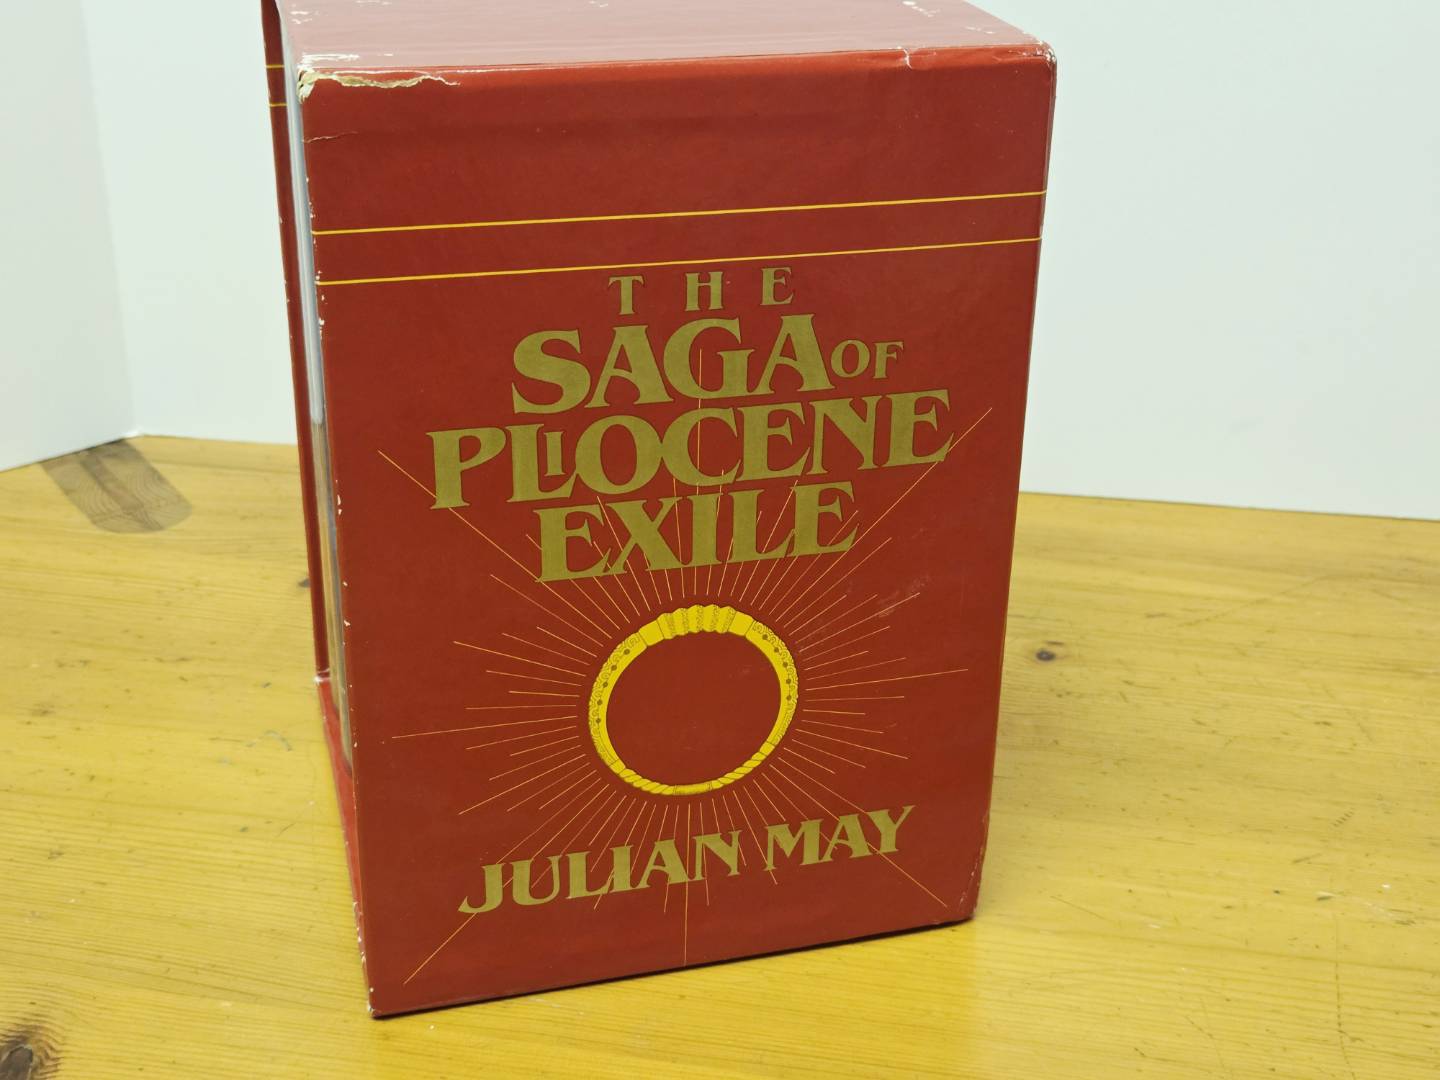 THE
SAGA OF
PLIOCENE
EXILE
JULIAN MAY